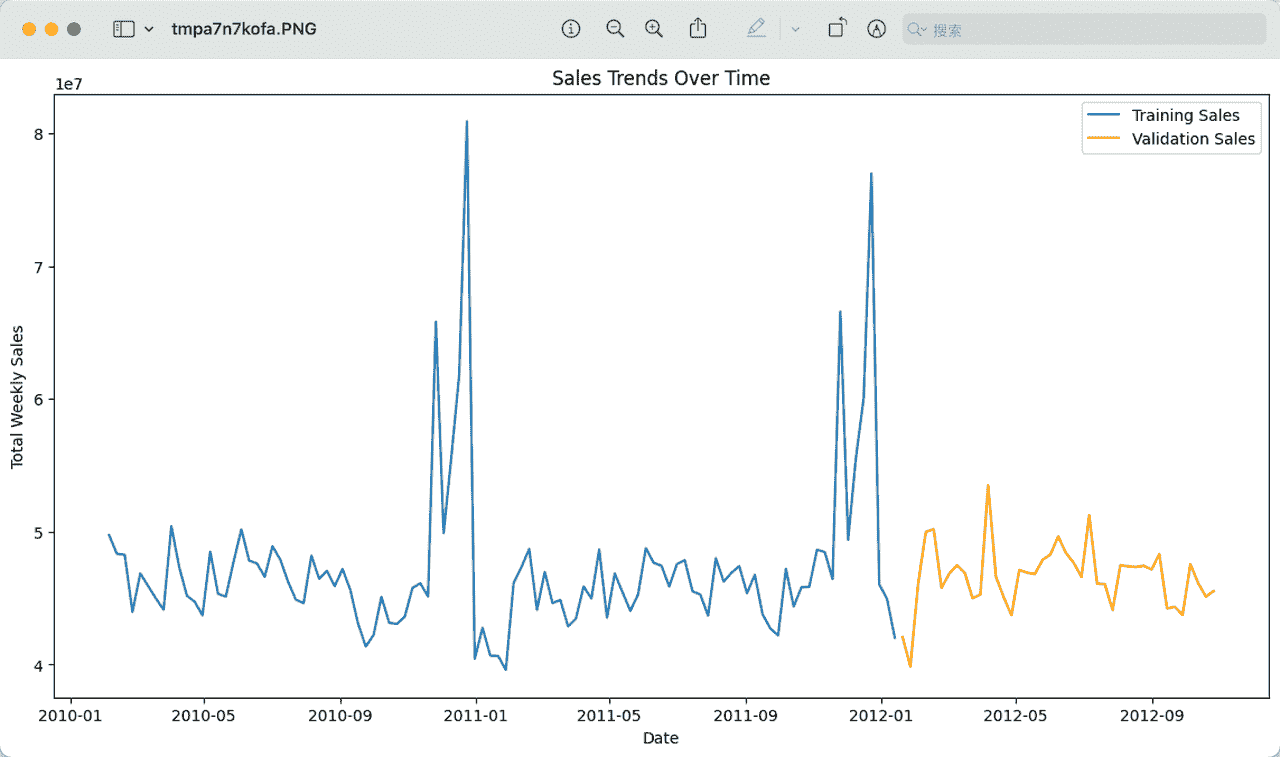 tmpa7n7kofa.PNG
搜索
Sales Trends Over Time
1e7
Training Sales
Validation Sales
8
7
6
5
4
Total Weekly Sales
2010-01 2010-05 2010-09 2011-01 2011-05 2011-09 2012-01 2012-05 2012-09
Date